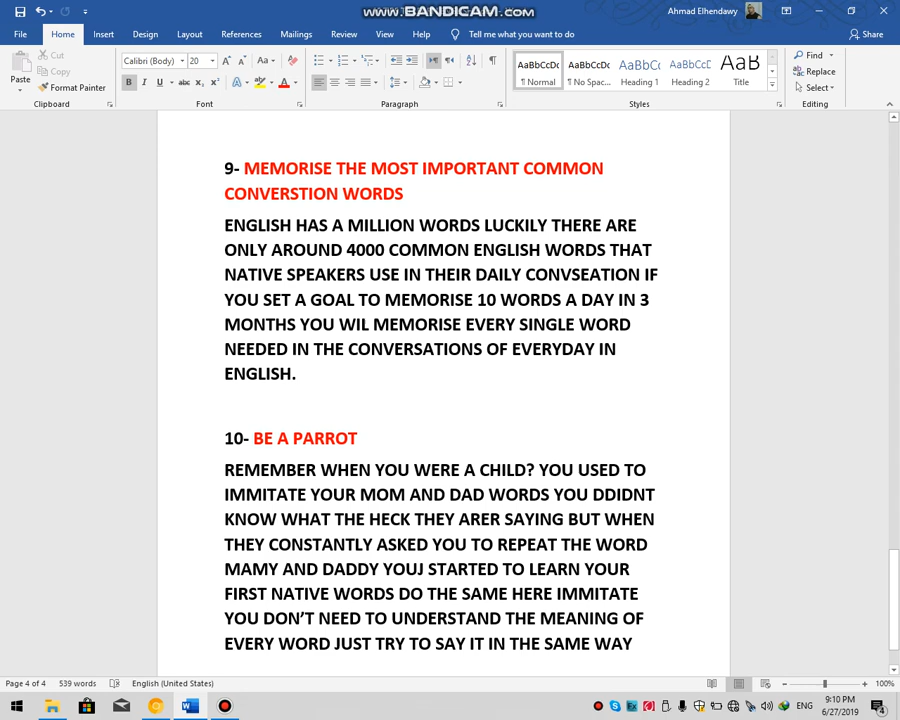 www.BANDICAM.com
Ahmad Elhendawy
File Home Insert Design Layout References Mailings Review View Help Tell me what you want to do Share
Paste
Cut
Copy
Format Painter
Calibri (Body) 20
AaBbCcDc AaBbCcDc AaBbCc AaBbCcD AaB
¶ Normal ¶ No Spac... Heading 1 Heading 2 Title
Find
Replace
Select
Clipboard Font Paragraph Styles Editing
9- MEMORISE THE MOST IMPORTANT COMMON
CONVERSTION WORDS
ENGLISH HAS A MILLION WORDS LUCKILY THERE ARE
ONLY AROUND 4000 COMMON ENGLISH WORDS THAT
NATIVE SPEAKERS USE IN THEIR DAILY CONVSEATION IF
YOU SET A GOAL TO MEMORISE 10 WORDS A DAY IN 3
MONTHS YOU WIL MEMORISE EVERY SINGLE WORD
NEEDED IN THE CONVERSATIONS OF EVERYDAY IN
ENGLISH.
10- BE A PARROT
REMEMBER WHEN YOU WERE A CHILD? YOU USED TO
IMMITATE YOUR MOM AND DAD WORDS YOU DDIDNT
KNOW WHAT THE HECK THEY ARER SAYING BUT WHEN
THEY CONSTANTLY ASKED YOU TO REPEAT THE WORD
MAMY AND DADDY YOUJ STARTED TO LEARN YOUR
FIRST NATIVE WORDS DO THE SAME HERE IMMITATE
YOU DON’T NEED TO UNDERSTAND THE MEANING OF
EVERY WORD JUST TRY TO SAY IT IN THE SAME WAY
Page 4 of 4 539 words English (United States) 100%
ENG 9:10 PM
6/27/2019